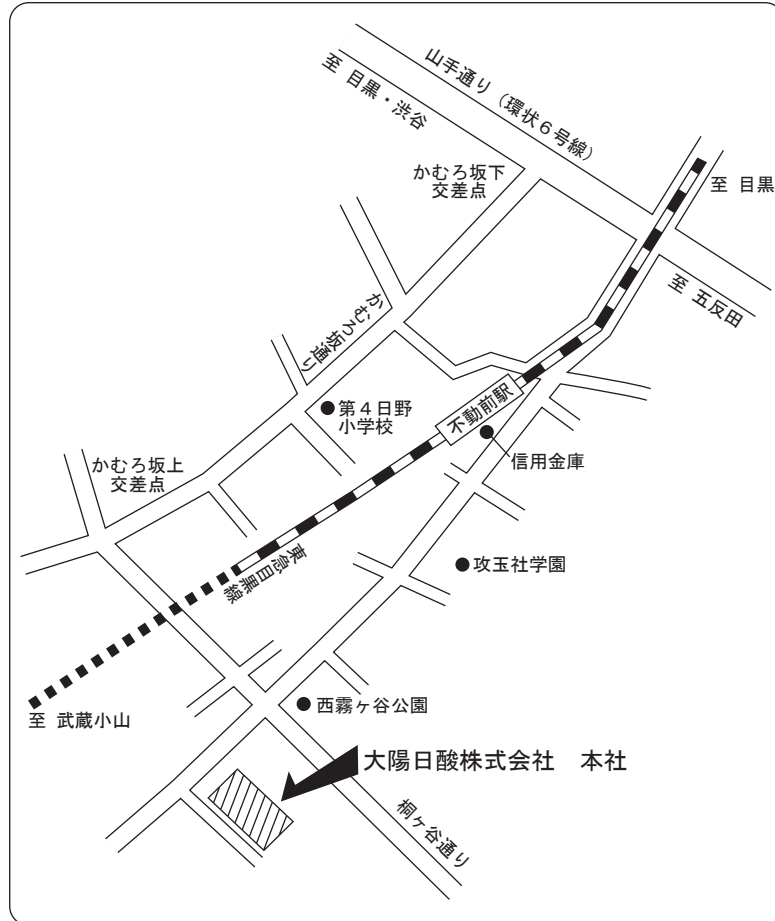 山手通り（環状６号線）
至 目黒・渋谷
かむろ坂下
交差点
至 目黒
至 五反田
かむろ坂通り
第４日野
小学校
不動前駅
信用金庫
かむろ坂上
交差点
東急目黒線
攻玉社学園
西霧ヶ谷公園
至 武蔵小山
大陽日酸株式会社　本社
桐ヶ谷通り